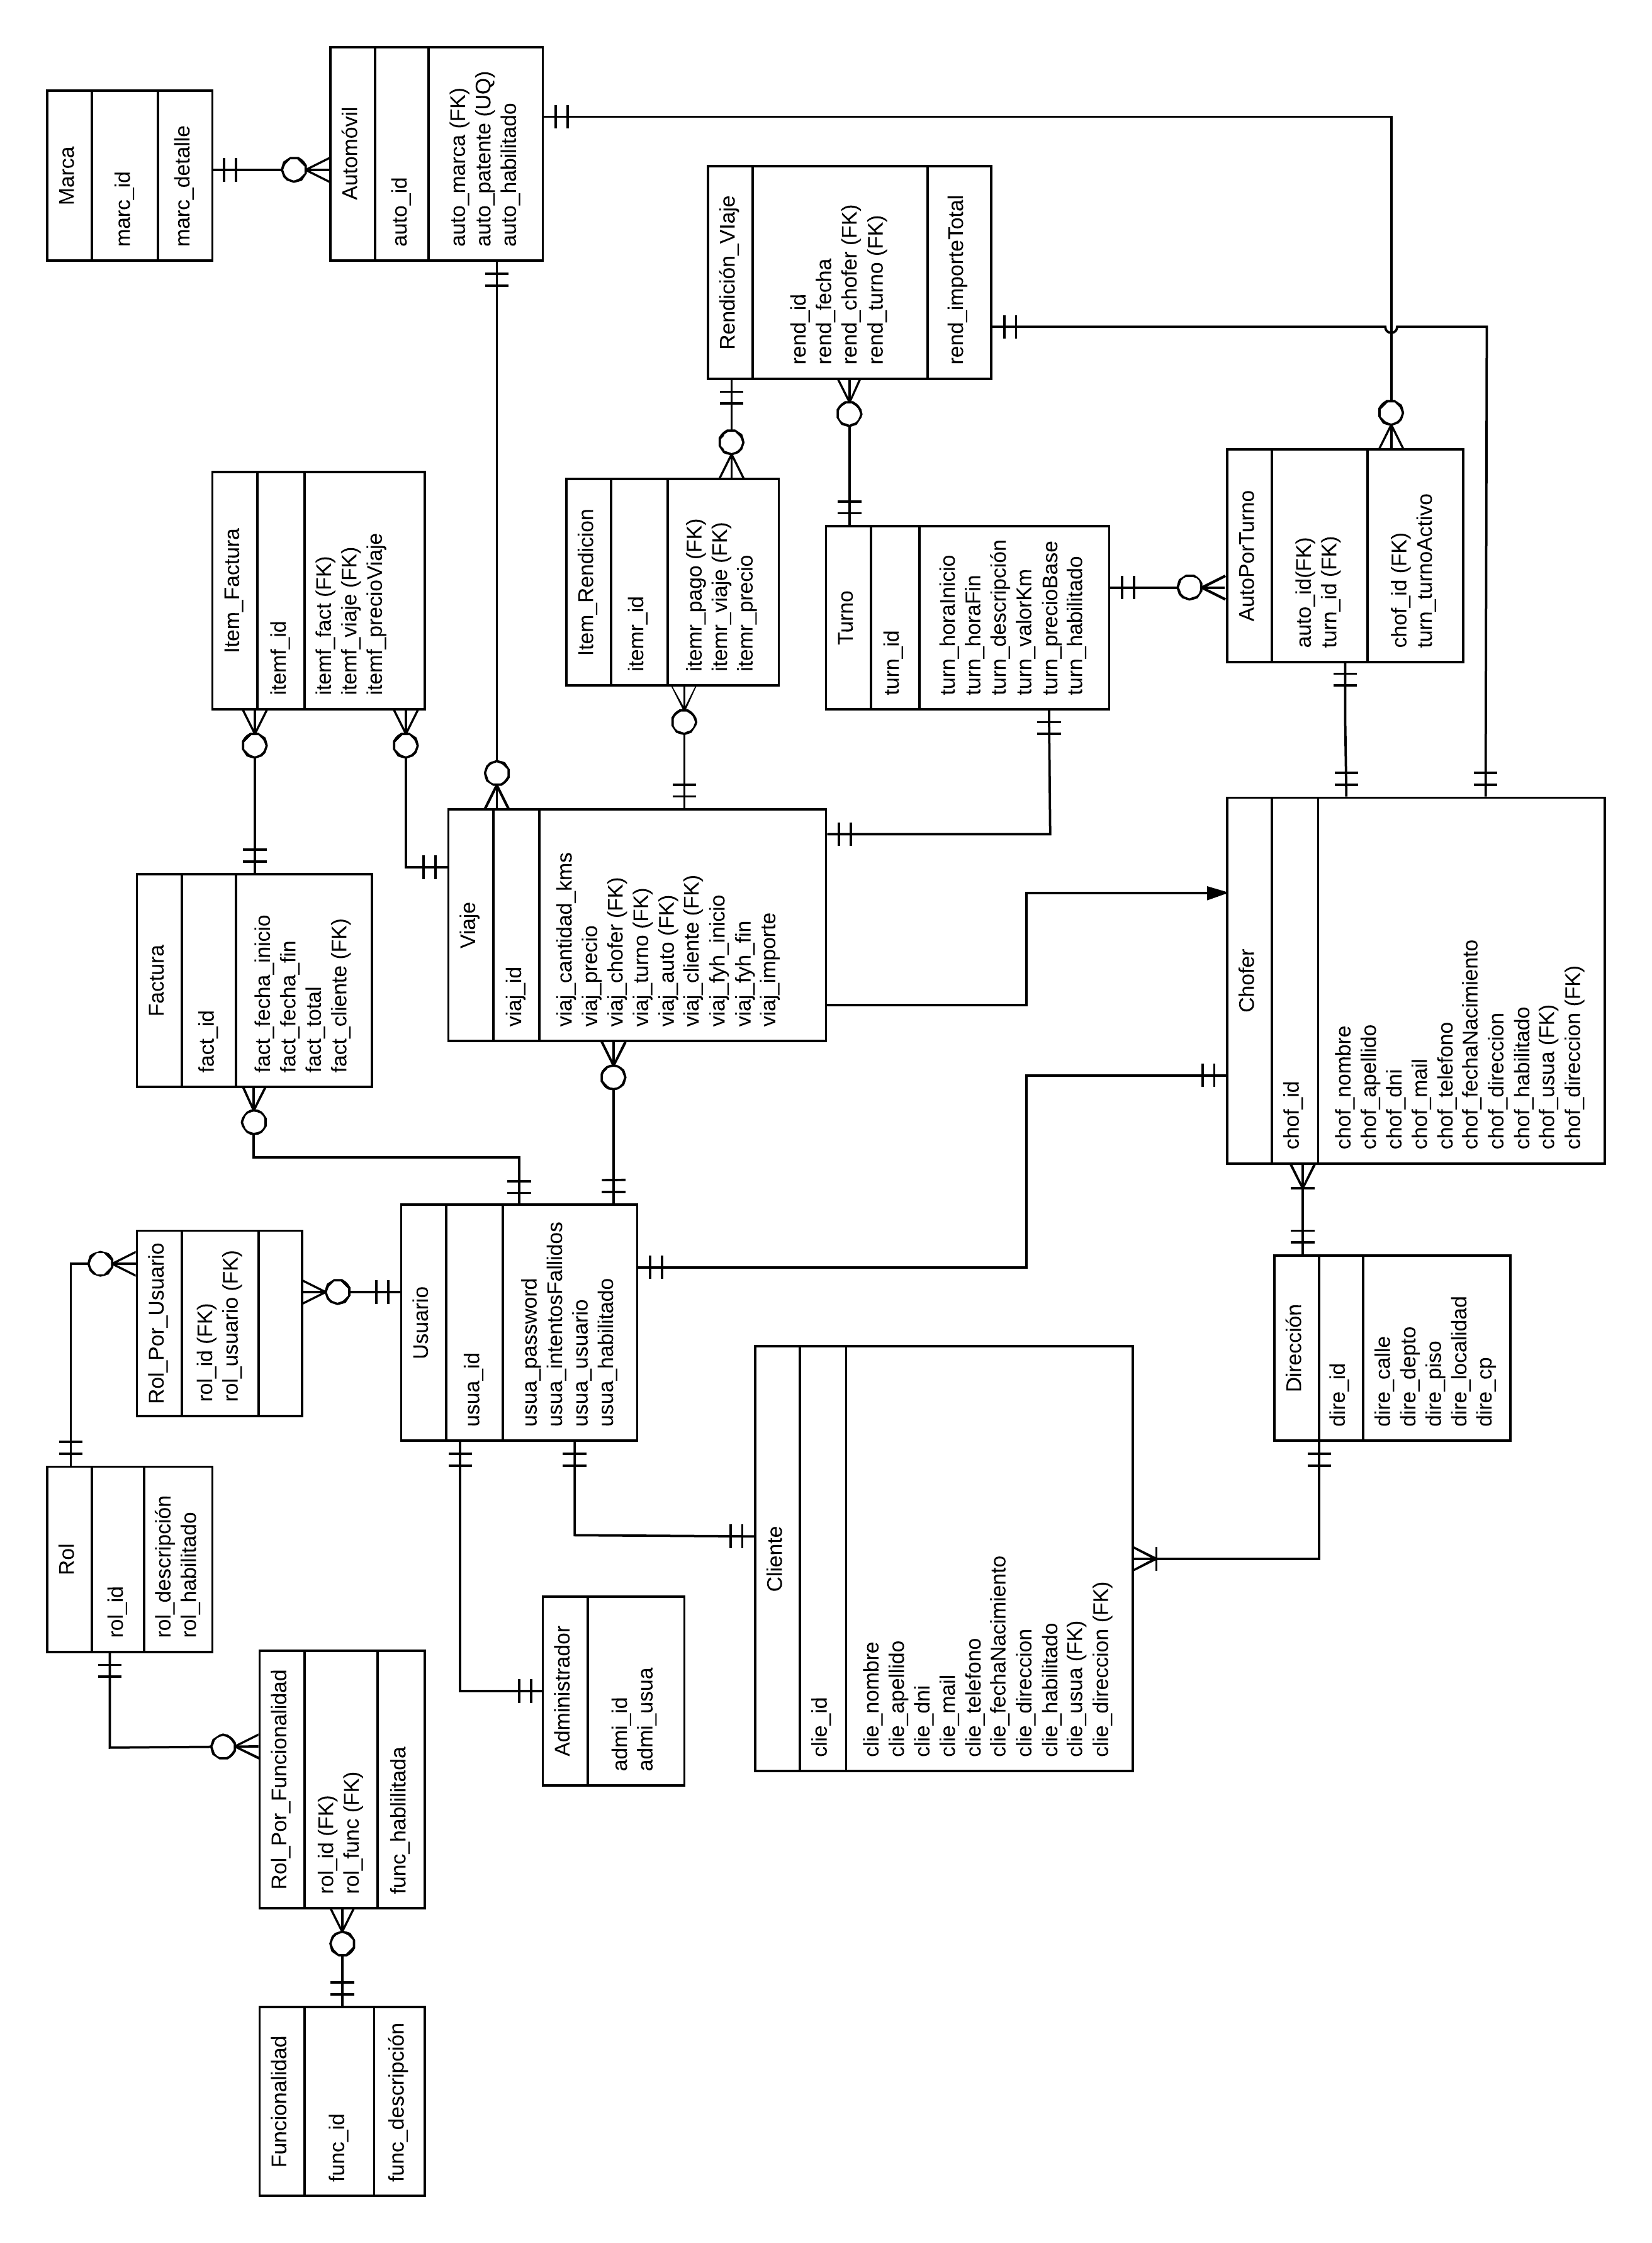 Funcionalidad
func_id
func_descripción
Rol_Por_Funcionalidad
rol_id (FK)
rol_func (FK)
func_hablilitada
Rol
rol_id
rol_descripción
rol_habilitado
Rol_Por_Usuario
rol_id (FK)
rol_usuario (FK)
Administrador
admi_id
admi_usua
Usuario
usua_id
usua_password
usua_intentosFallidos
usua_usuario
usua_habilitado
Cliente
clie_id
clie_nombre
clie_apellido
clie_dni
clie_mail
clie_telefono
clie_fechaNacimiento
clie_direccion
clie_habilitado
clie_usua (FK)
clie_direccion (FK)
Dirección
dire_id
dire_calle
dire_depto
dire_piso
dire_localidad
dire_cp
Factura
fact_id
fact_fecha_inicio
fact_fecha_fin
fact_total
fact_cliente (FK)
Viaje
viaj_id
viaj_cantidad_kms
viaj_precio
viaj_chofer (FK)
viaj_turno (FK)
viaj_auto (FK)
viaj_cliente (FK)
viaj_fyh_inicio
viaj_fyh_fin
viaj_importe
Chofer
chof_id
chof_nombre
chof_apellido
chof_dni
chof_mail
chof_telefono
chof_fechaNacimiento
chof_direccion
chof_habilitado
chof_usua (FK)
chof_direccion (FK)
Item_Factura
itemf_id
itemf_fact (FK)
itemf_viaje (FK)
itemf_precioViaje
Item_Rendicion
itemr_id
itemr_pago (FK)
itemr_viaje (FK)
itemr_precio
Turno
turn_id
turn_horaInicio
turn_horaFin
turn_descripción
turn_valorKm
turn_precioBase
turn_habilitado
AutoPorTurno
auto_id(FK)
turn_id (FK)
chof_id (FK)
turn_turnoActivo
Marca
marc_id
marc_detalle
Automóvil
auto_id
auto_marca (FK)
auto_patente (UQ)
auto_habilitado
Rendición_VIaje
rend_id
rend_fecha
rend_chofer (FK)
rend_turno (FK)
rend_importeTotal